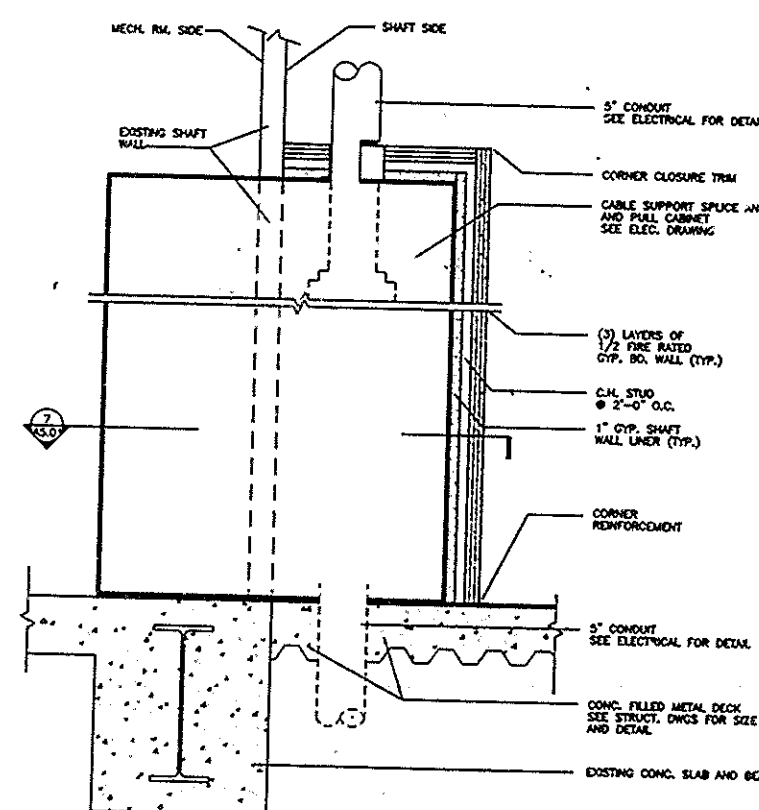 MECH. RM. SIDE
SHAFT SIDE
5" CONDUIT
SEE ELECTRICAL FOR DETAIL
EXISTING SHAFT
WALL
CORNER CLOSURE TRIM
CABLE SUPPORT SPLICE AN
AND PULL CABINET
SEE ELEC. DRAWING
(3) LAYERS OF
1/2 FIRE RATED
GYP. BD. WALL (TYP.)
C.H. STUD
@ 2'-0" O.C.
7
A5.01
1" GYP. SHAFT
WALL LINER (TYP.)
CORNER
REINFORCEMENT
5" CONDUIT
SEE ELECTRICAL FOR DETAIL
CONC. FILLED METAL DECK
SEE STRUCT. DWGS FOR SIZE
AND DETAIL
EXISTING CONC. SLAB AND BE